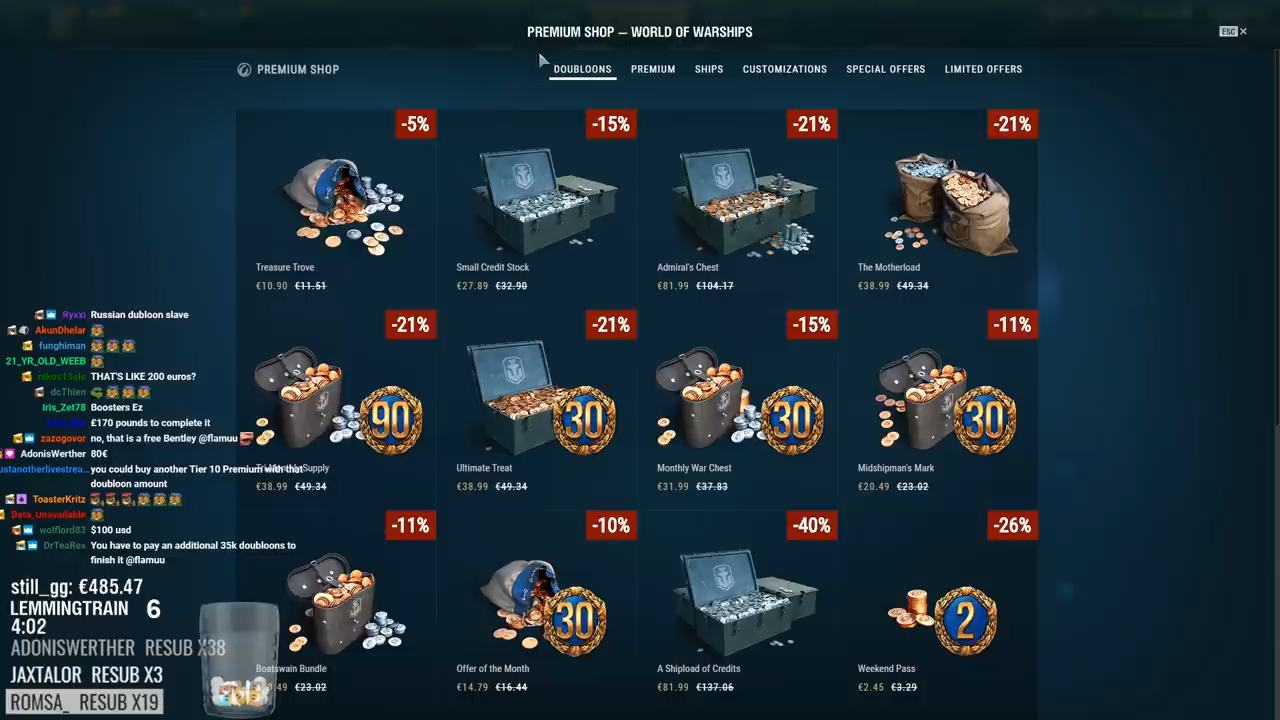 PREMIUM SHOP — WORLD OF WARSHIPS
ESC ×
PREMIUM SHOP
DOUBLOONS PREMIUM SHIPS CUSTOMIZATIONS SPECIAL OFFERS LIMITED OFFERS
-5% -15% -21% -21%
Treasure Trove Small Credit Stock Admiral's Chest The Motherload
€10.90 €11.51 €27.89 €32.90 €81.99 €104.17 €38.99 €49.34
-21% -21% -15% -11%
90 30 30 30
Supply Ultimate Treat Monthly War Chest Midshipman's Mark
€38.99 €49.34 €38.99 €49.34 €31.99 €37.83 €20.49 €23.02
-11% -10% -40% -26%
30 2
Boatswain Bundle Offer of the Month A Shipload of Credits Weekend Pass
€23.02 €14.79 €16.44 €81.99 €137.06 €2.45 €3.29
Ryxxi Russian dubloon slave
AkunDhelar
funghiman
21_YR_OLD_WEEB
THAT'S LIKE 200 euros?
dcThien
Iris_Zet78 Boosters Ez
£170 pounds to complete it
zazogovor no, that is a free Bentley @flamuu
AdonisWerther 80€
ustanotherlivestrea... you could buy another Tier 10 Premium with that
doubloon amount
ToasterKritz
Data_Unavailable
wolflord83 $100 usd
DrTeaRex You have to pay an additional 35k doubloons to
finish it @flamuu
still_gg: €485.47
LEMMINGTRAIN 6
4:02
ADONISWERTHER RESUB X38
JAXTALOR RESUB X3
ROMSA_ RESUB X19